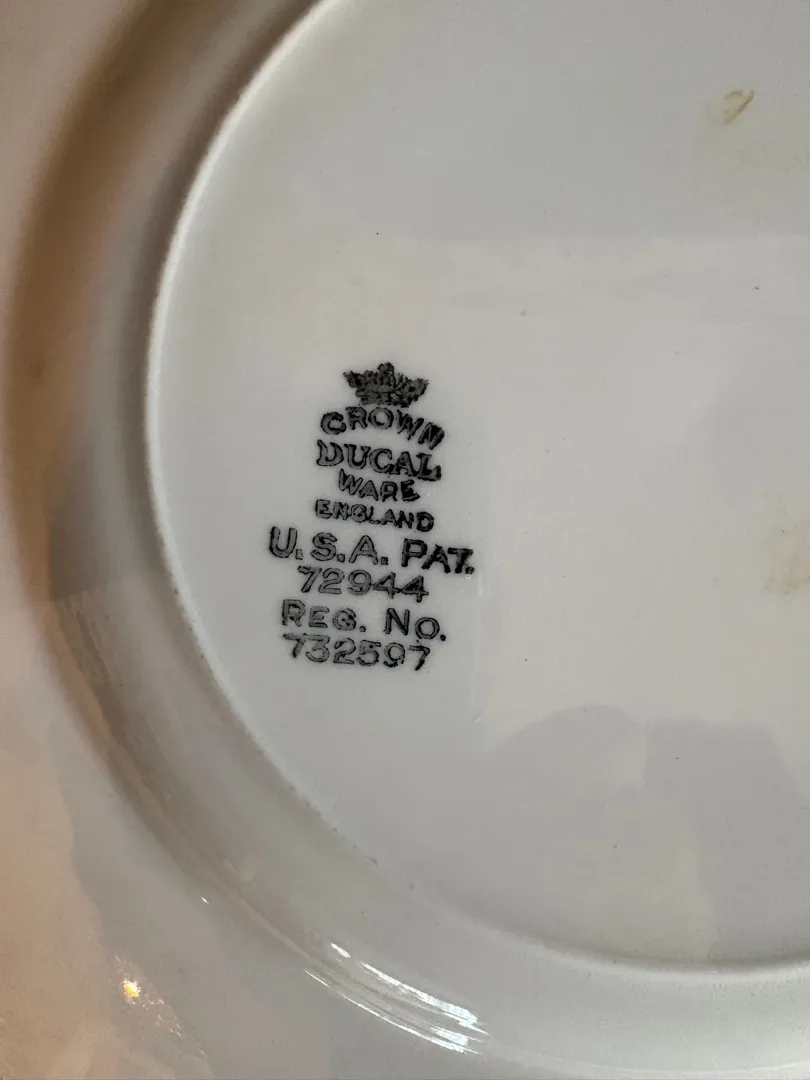 CROWN
DUCAL
WARE
ENGLAND
U.S.A. PAT.
72944
REG. NO.
732597